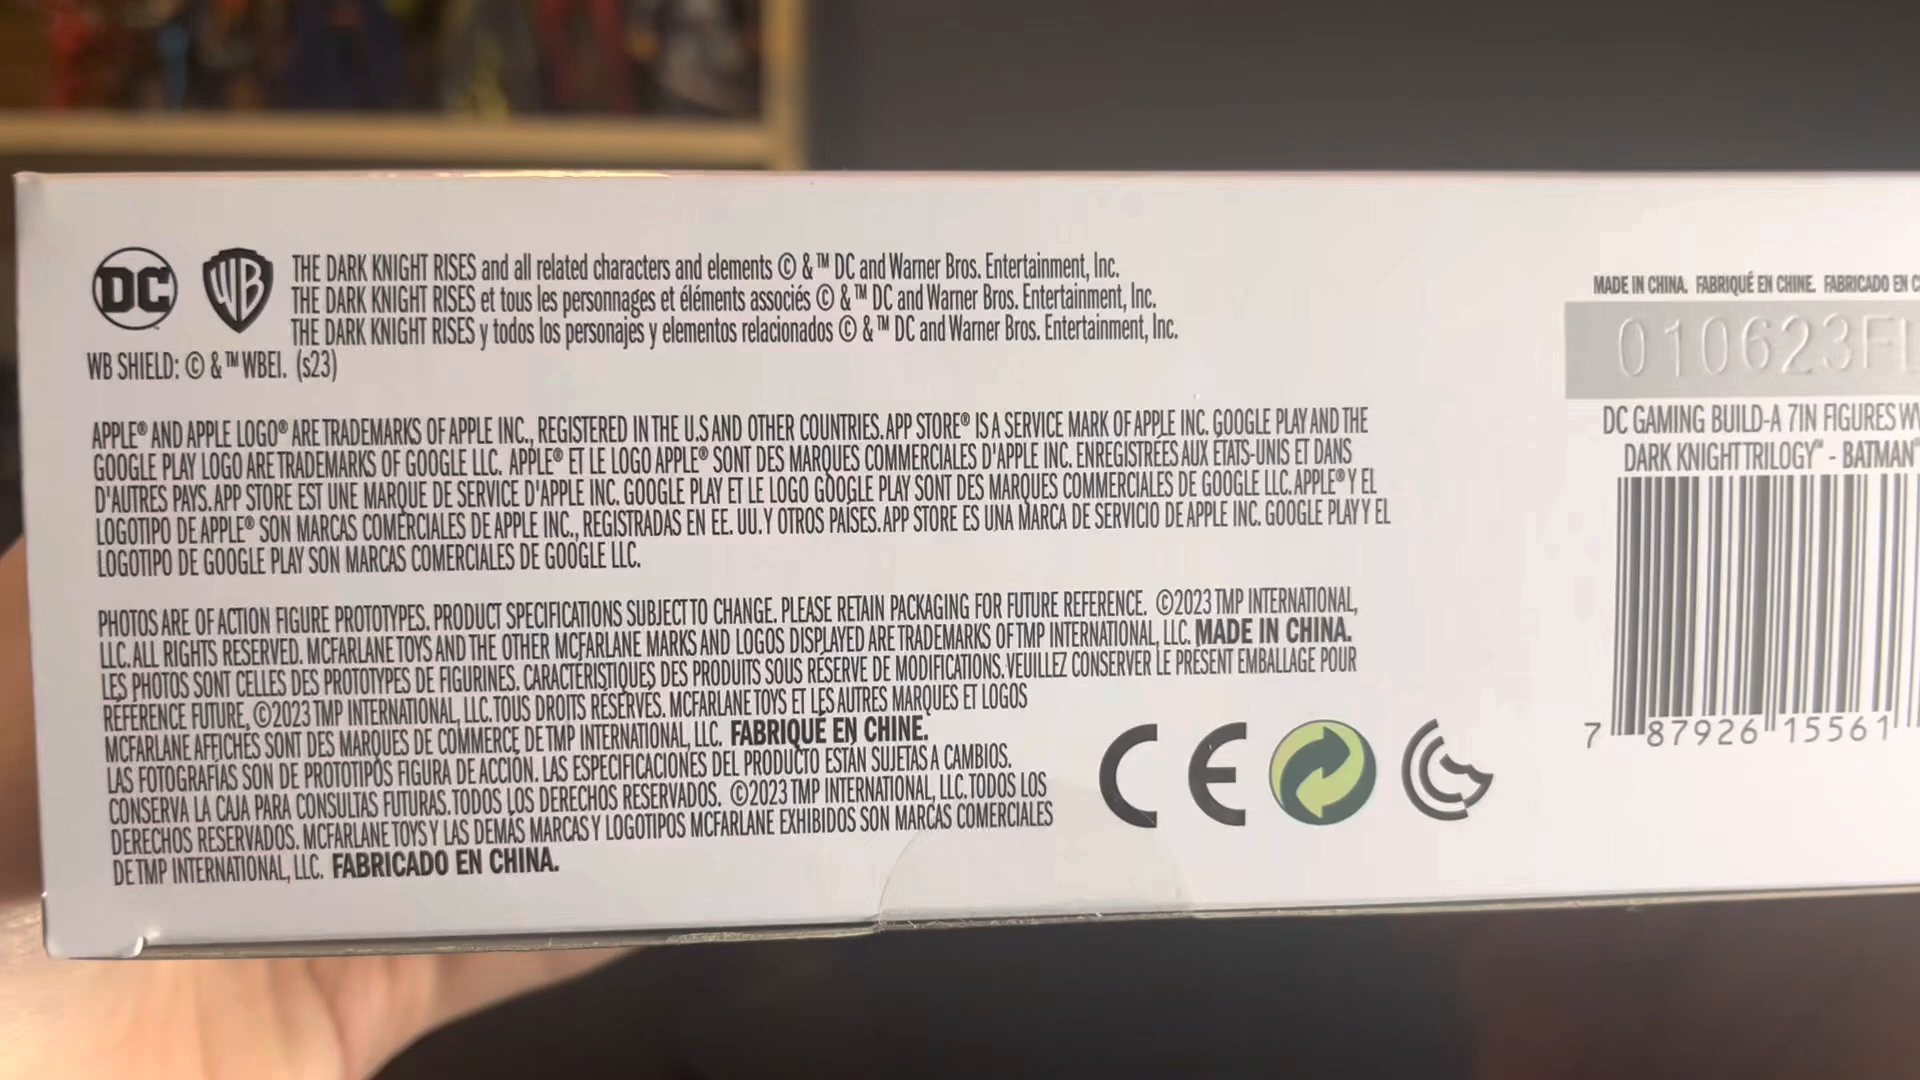 DC WB THE DARK KNIGHT RISES and all related characters and elements © & ™ DC and Warner Bros. Entertainment, Inc.
THE DARK KNIGHT RISES et tous les personnages et éléments associés © & ™ DC and Warner Bros. Entertainment, Inc.
THE DARK KNIGHT RISES y todos los personajes y elementos relacionados © & ™ DC and Warner Bros. Entertainment, Inc.
WB SHIELD: © & ™ WBEI. (s23)
APPLE® AND APPLE LOGO® ARE TRADEMARKS OF APPLE INC., REGISTERED IN THE U.S AND OTHER COUNTRIES. APP STORE® IS A SERVICE MARK OF APPLE INC. GOOGLE PLAY AND THE
GOOGLE PLAY LOGO ARE TRADEMARKS OF GOOGLE LLC. APPLE® ET LE LOGO APPLE® SONT DES MARQUES COMMERCIALES D'APPLE INC. ENREGISTRÉES AUX ÉTATS-UNIS ET DANS
D'AUTRES PAYS. APP STORE EST UNE MARQUE DE SERVICE D'APPLE INC. GOOGLE PLAY ET LE LOGO GOOGLE PLAY SONT DES MARQUES COMMERCIALES DE GOOGLE LLC. APPLE® Y EL
LOGOTIPO DE APPLE® SON MARCAS COMERCIALES DE APPLE INC., REGISTRADAS EN EE. UU. Y OTROS PAÍSES. APP STORE ES UNA MARCA DE SERVICIO DE APPLE INC. GOOGLE PLAY Y EL
LOGOTIPO DE GOOGLE PLAY SON MARCAS COMERCIALES DE GOOGLE LLC.
PHOTOS ARE OF ACTION FIGURE PROTOTYPES. PRODUCT SPECIFICATIONS SUBJECT TO CHANGE. PLEASE RETAIN PACKAGING FOR FUTURE REFERENCE. ©2023 TMP INTERNATIONAL,
LLC. ALL RIGHTS RESERVED. MCFARLANE TOYS AND THE OTHER MCFARLANE MARKS AND LOGOS DISPLAYED ARE TRADEMARKS OF TMP INTERNATIONAL, LLC. MADE IN CHINA.
LES PHOTOS SONT CELLES DES PROTOTYPES DE FIGURINES. CARACTÉRISTIQUES DES PRODUITS SOUS RÉSERVE DE MODIFICATIONS. VEUILLEZ CONSERVER LE PRÉSENT EMBALLAGE POUR
RÉFÉRENCE FUTURE, ©2023 TMP INTERNATIONAL, LLC. TOUS DROITS RÉSERVÉS. MCFARLANE TOYS ET LES AUTRES MARQUES ET LOGOS
MCFARLANE AFFICHÉS SONT DES MARQUES DE COMMERCE DE TMP INTERNATIONAL, LLC. FABRIQUÉ EN CHINE.
LAS FOTOGRAFÍAS SON DE PROTOTIPOS FIGURA DE ACCIÓN. LAS ESPECIFICACIONES DEL PRODUCTO ESTÁN SUJETAS A CAMBIOS.
CONSERVA LA CAJA PARA CONSULTAS FUTURAS. TODOS LOS DERECHOS RESERVADOS. ©2023 TMP INTERNATIONAL, LLC. TODOS LOS
DERECHOS RESERVADOS. MCFARLANE TOYS Y LAS DEMÁS MARCAS Y LOGOTIPOS MCFARLANE EXHIBIDOS SON MARCAS COMERCIALES
DE TMP INTERNATIONAL, LLC. FABRICADO EN CHINA.
CE
MADE IN CHINA. FABRIQUÉ EN CHINE. FABRICADO EN C
010623F
DC GAMING BUILD-A 7IN FIGURES W
DARK KNIGHT TRILOGY™ - BATMAN™
7 87926 15561